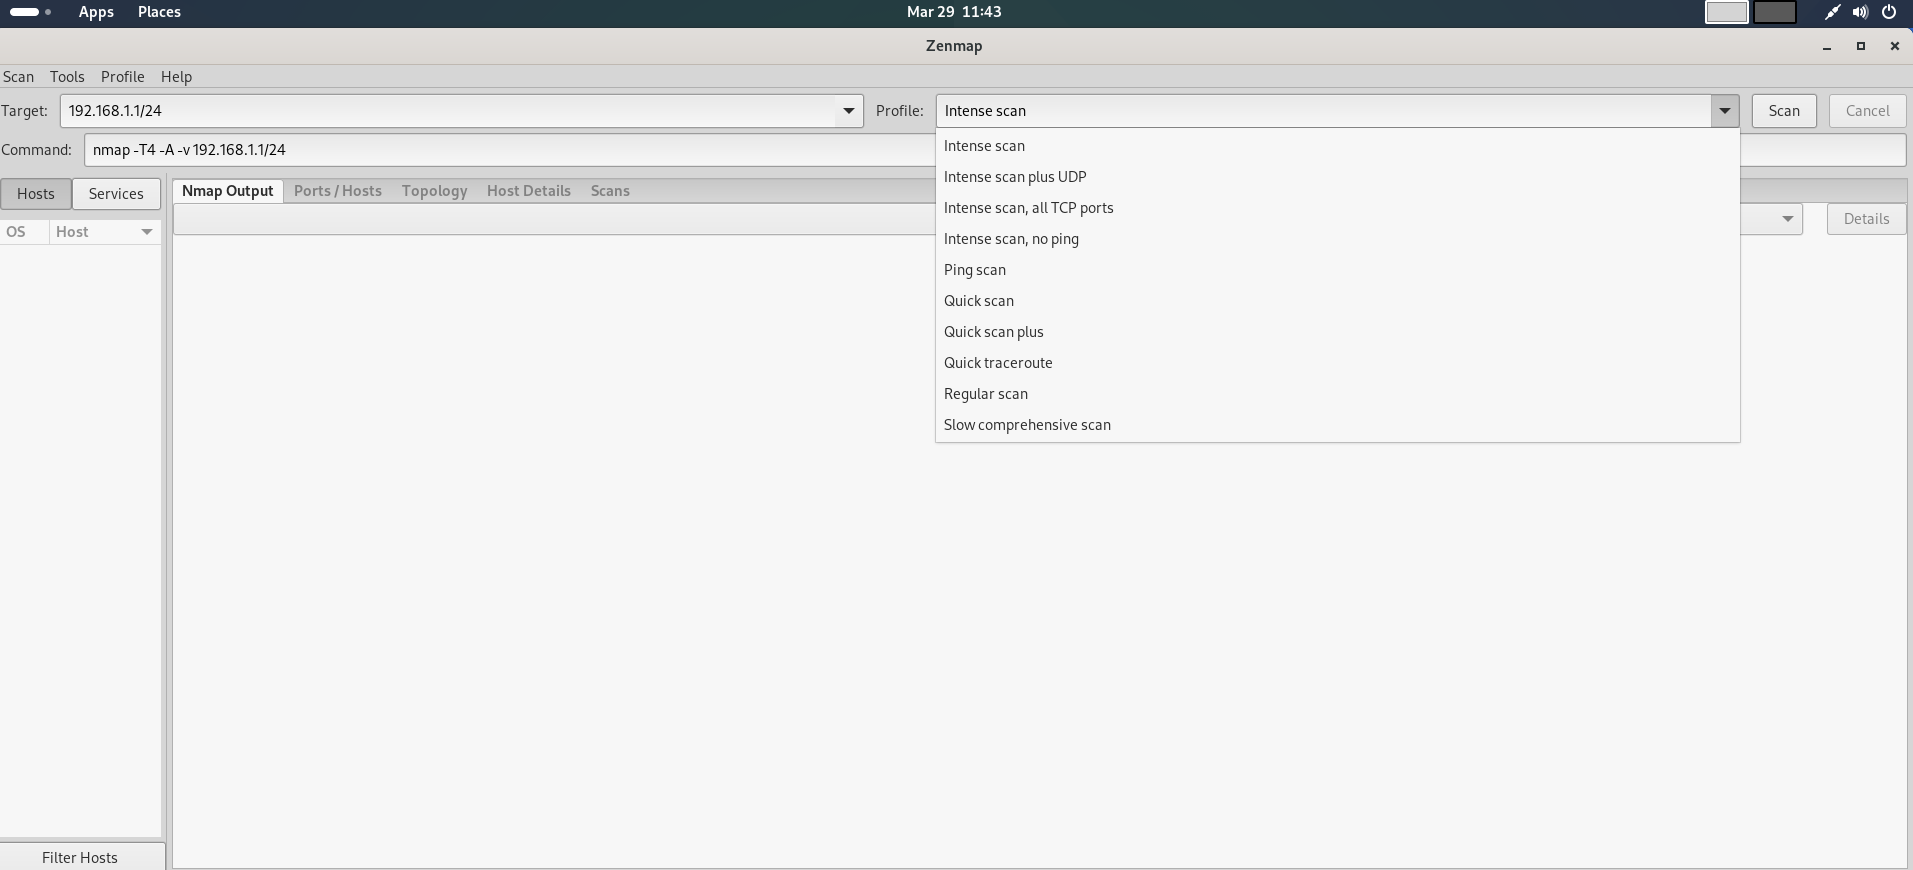 Apps Places Mar 29 11:43
Zenmap
Scan Tools Profile Help
Target: 192.168.1.1/24 Profile: Intense scan Scan Cancel
Command: nmap -T4 -A -v 192.168.1.1/24
Intense scan
Intense scan plus UDP
Intense scan, all TCP ports
Intense scan, no ping
Ping scan
Quick scan
Quick scan plus
Quick traceroute
Regular scan
Slow comprehensive scan
Hosts Services Nmap Output Ports / Hosts Topology Host Details Scans
OS Host Details
Filter Hosts